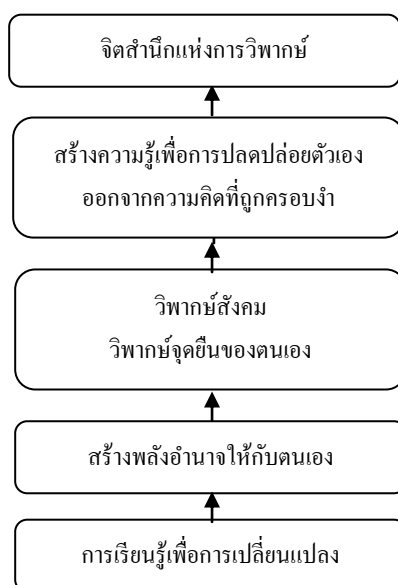 จิตสำนึกแห่งการวิพากษ์
สร้างความรู้เพื่อการปลดปล่อยตัวเอง
ออกจากความคิดที่ถูกครอบงำ
วิพากษ์สังคม
วิพากษ์จุดยืนของตนเอง
สร้างพลังอำนาจให้กับตนเอง
การเรียนรู้เพื่อการเปลี่ยนแปลง